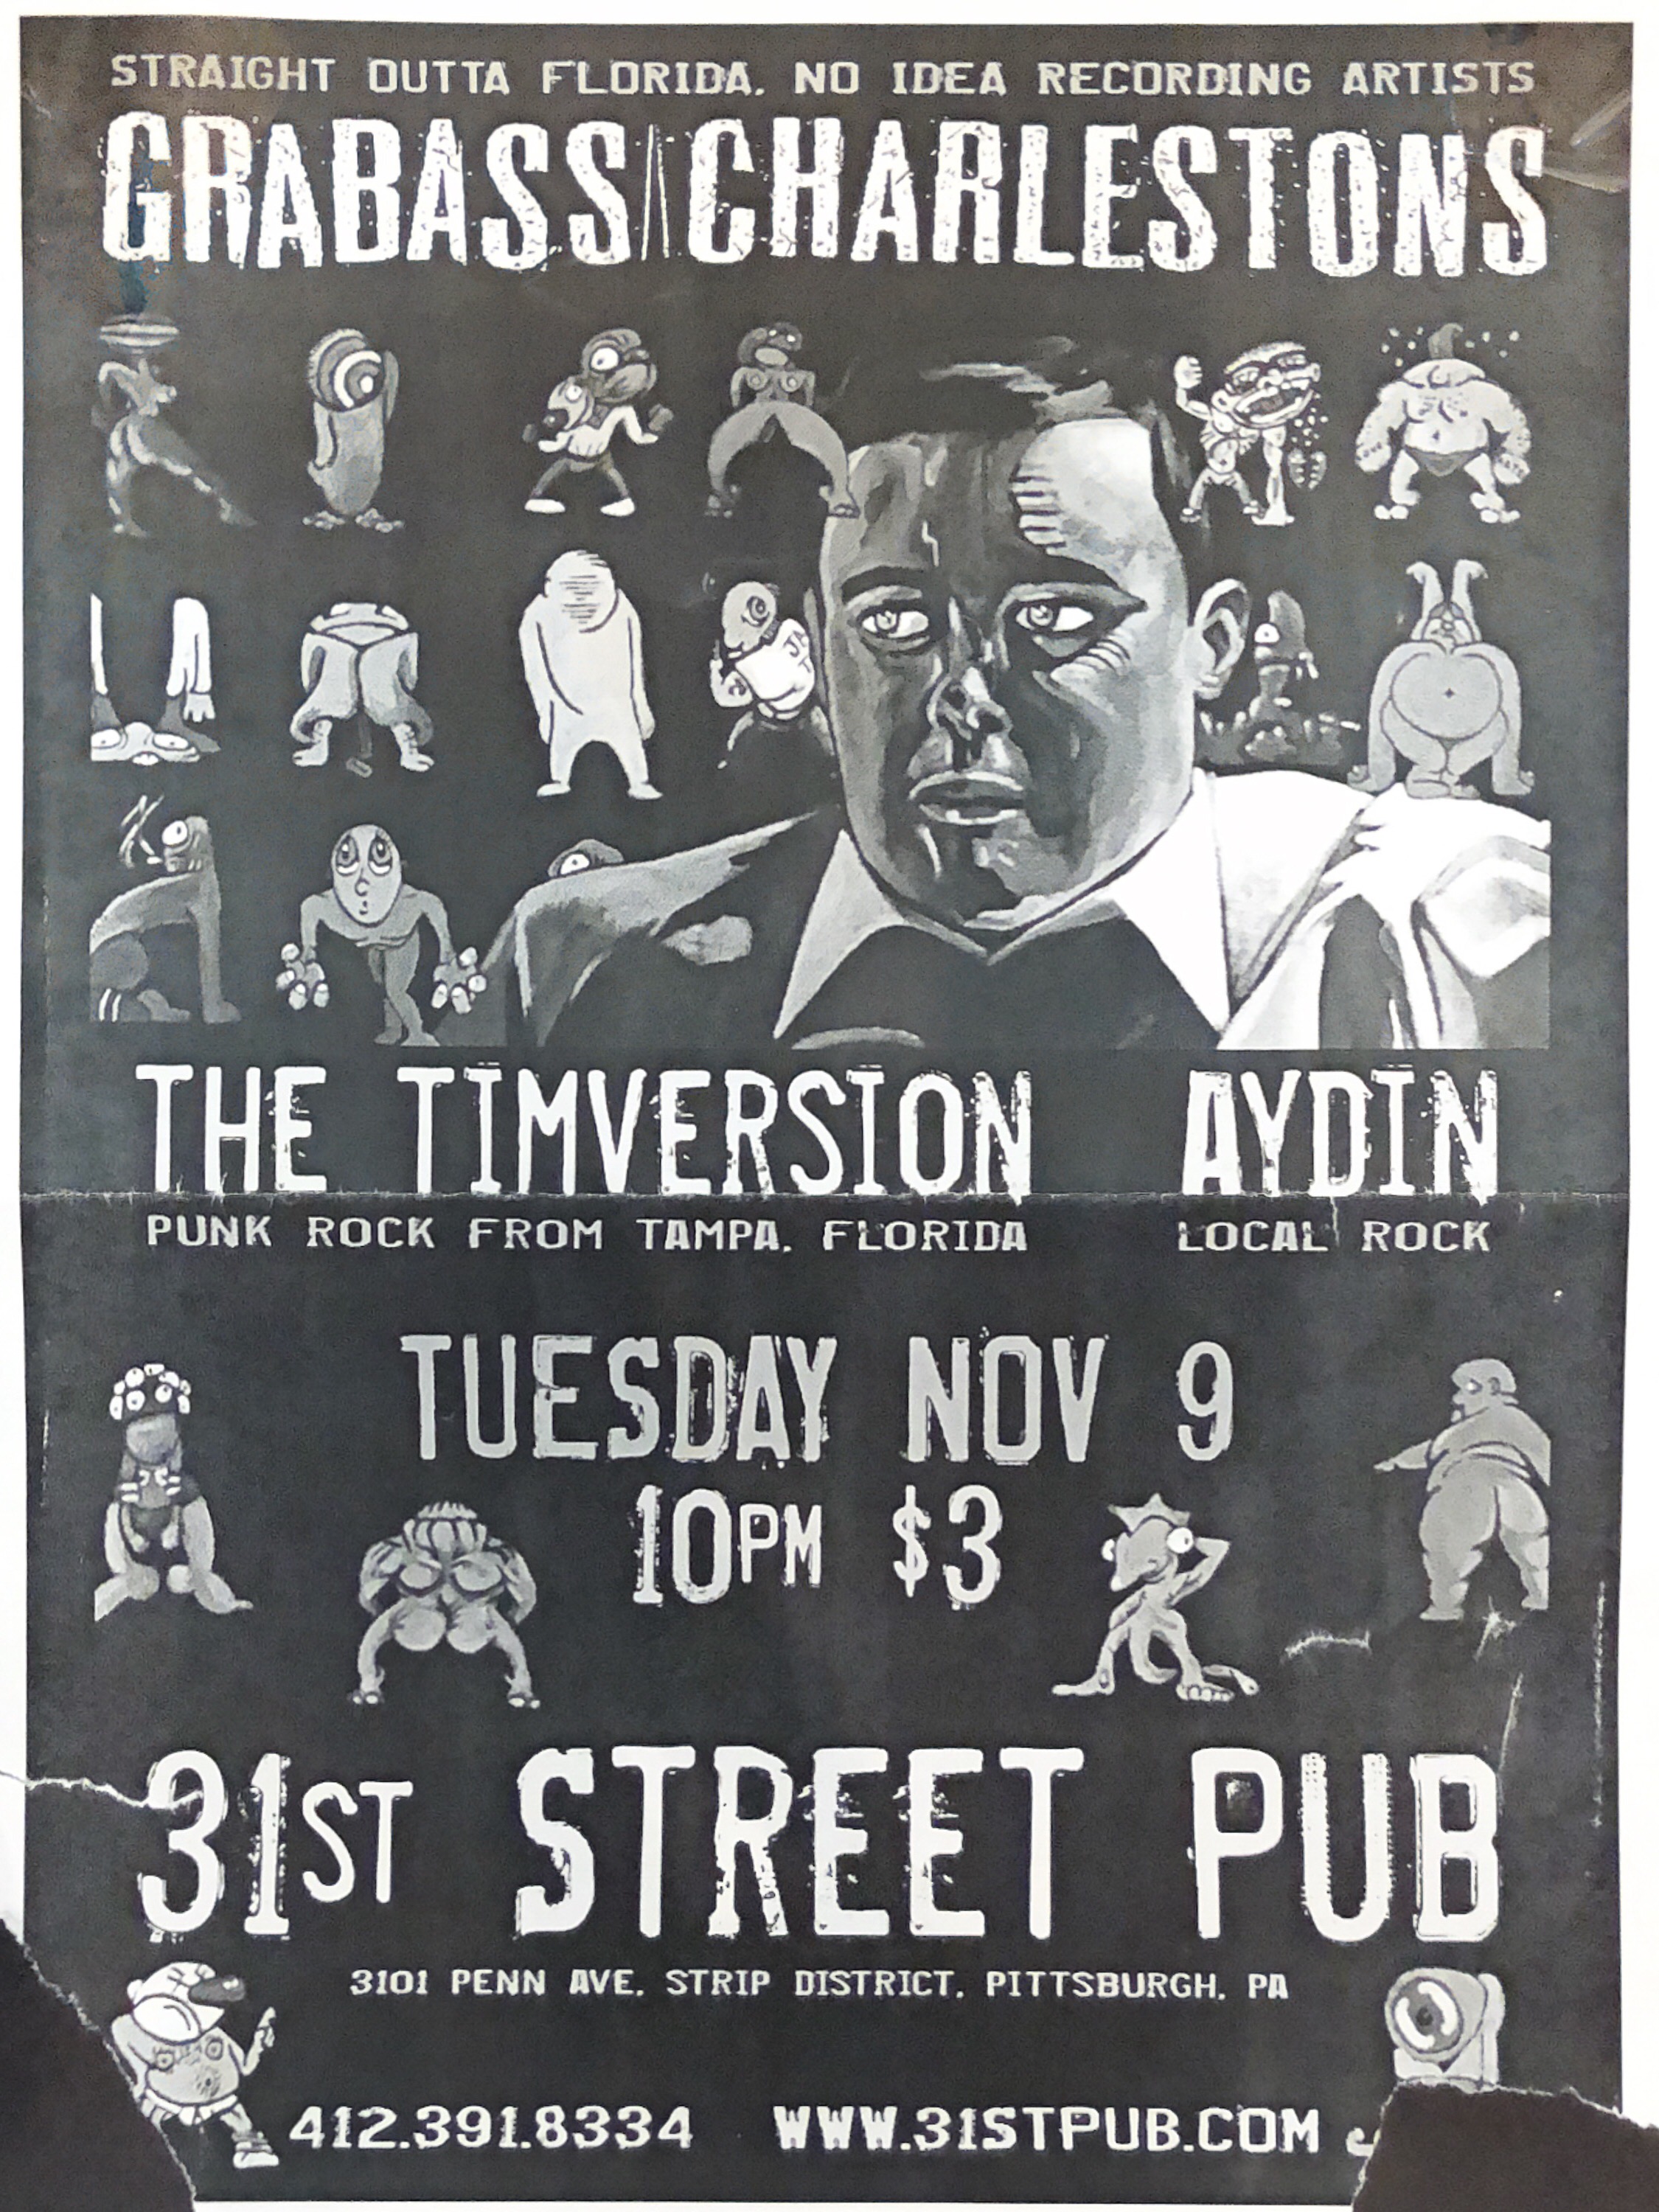 STRAIGHT OUTTA FLORIDA. NO IDEA RECORDING ARTISTS
GRABASS CHARLESTONS
THE TIMVERSION AYDIN
PUNK ROCK FROM TAMPA, FLORIDA LOCAL ROCK
TUESDAY NOV 9
10PM $3
31ST STREET PUB
3101 PENN AVE. STRIP DISTRICT. PITTSBURGH. PA
412.391.8334 WWW.31STPUB.COM